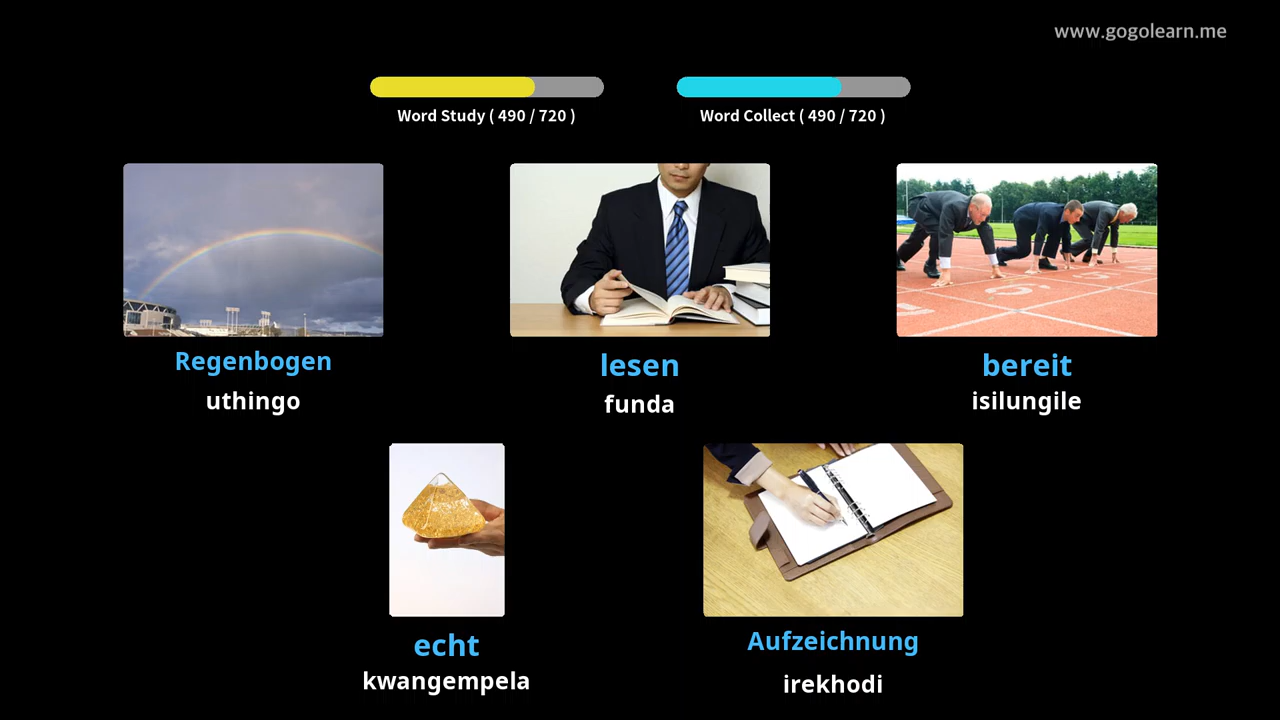 www.gogolearn.me
Word Study ( 490 / 720 )
Word Collect ( 490 / 720 )
Regenbogen
uthingo
lesen
funda
bereit
isilungile
echt
kwangempela
Aufzeichnung
irekhodi